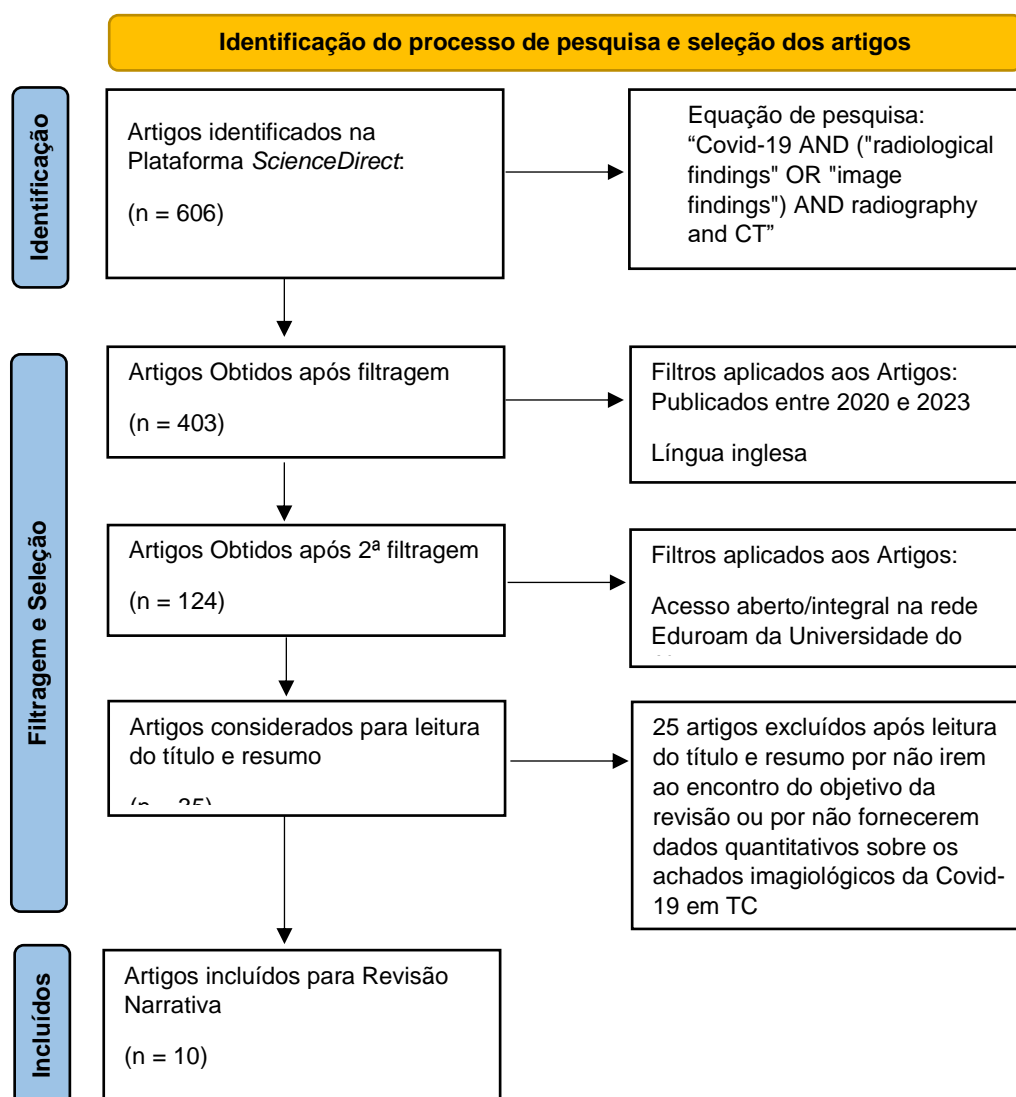 Identificação do processo de pesquisa e seleção dos artigos
Identificação
Artigos identificados na
Plataforma ScienceDirect:
(n = 606)
Equação de pesquisa:
“Covid-19 AND ("radiological
findings" OR "image
findings") AND radiography
and CT”
Filtragem e Seleção
Artigos Obtidos após filtragem
(n = 403)
Filtros aplicados aos Artigos:
Publicados entre 2020 e 2023
Língua inglesa
Artigos Obtidos após 2ª filtragem
(n = 124)
Filtros aplicados aos Artigos:
Acesso aberto/integral na rede
Eduroam da Universidade do
Artigos considerados para leitura
do título e resumo
(n = 35)
25 artigos excluídos após leitura
do título e resumo por não irem
ao encontro do objetivo da
revisão ou por não fornecerem
dados quantitativos sobre os
achados imagiológicos da Covid-
19 em TC
Incluídos
Artigos incluídos para Revisão
Narrativa
(n = 10)